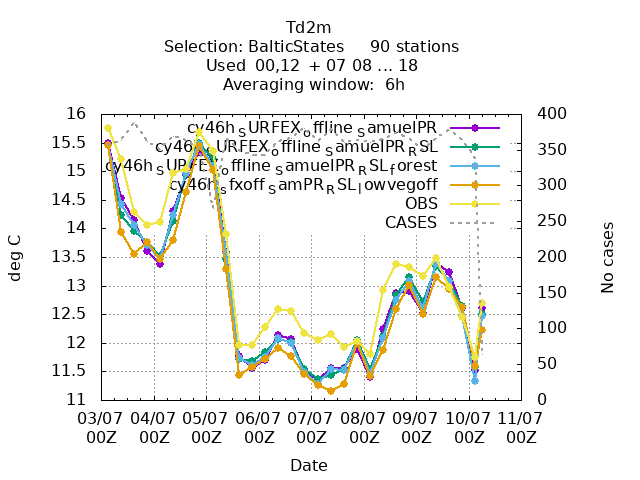 Td2m
Selection: BalticStates 90 stations
Used 00,12 + 07 08 ... 18
Averaging window: 6h
16
15.5
15
14.5
14
13.5
13
12.5
12
11.5
11
400
350
300
250
200
150
100
50
0
cy46h_SURFEX_offline_SamuelPR
cy46h_SURFEX_offline_SamuelPR_RSL
cy46h_SURFEX_offline_SamuelPR_RSL_forest
cy46h_sfxoff_SamPR_RSL_lowvegoff
OBS
CASES
deg C
No cases
03/07 04/07 05/07 06/07 07/07 08/07 09/07 10/07 11/07
00Z 00Z 00Z 00Z 00Z 00Z 00Z 00Z 00Z
Date